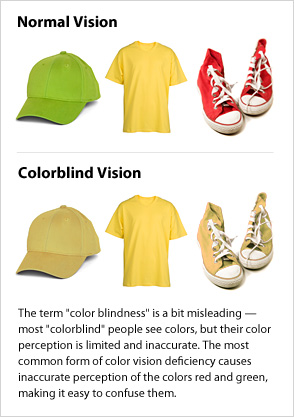 Normal Vision
Colorblind Vision
The term "color blindness" is a bit misleading —
most "colorblind" people see colors, but their color
perception is limited and inaccurate. The most
common form of color vision deficiency causes
inaccurate perception of the colors red and green,
making it easy to confuse them.